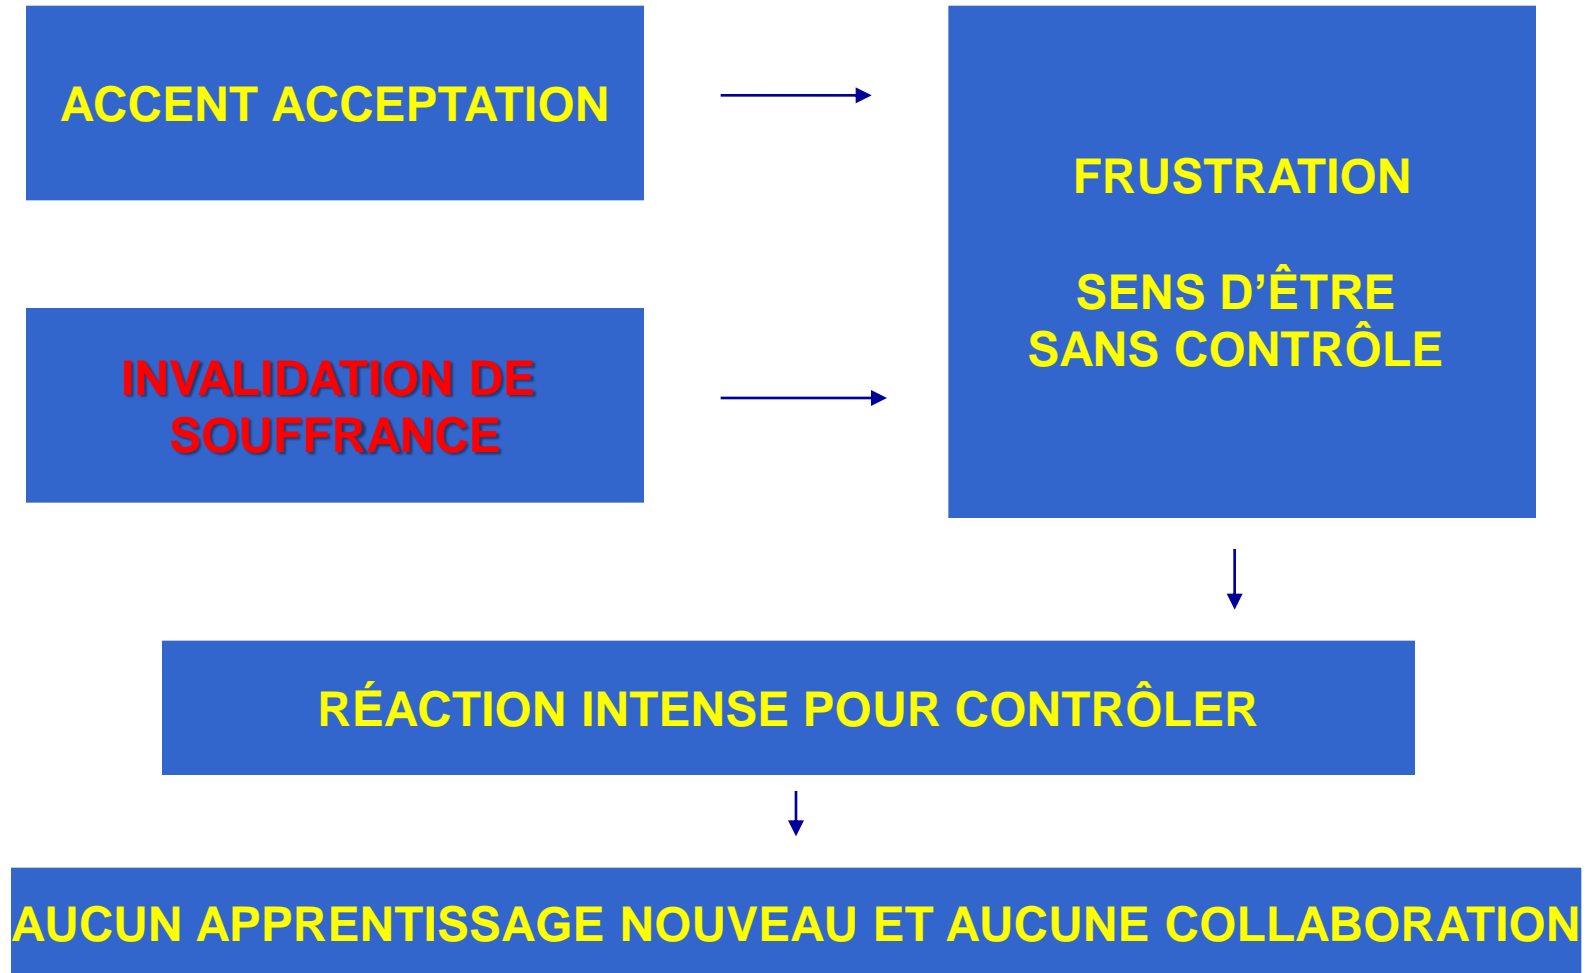 ACCENT ACCEPTATION
FRUSTRATION
SENS D’ÊTRE
SANS CONTRÔLE
INVALIDATION DE
SOUFFRANCE
RÉACTION INTENSE POUR CONTRÔLER
AUCUN APPRENTISSAGE NOUVEAU ET AUCUNE COLLABORATION